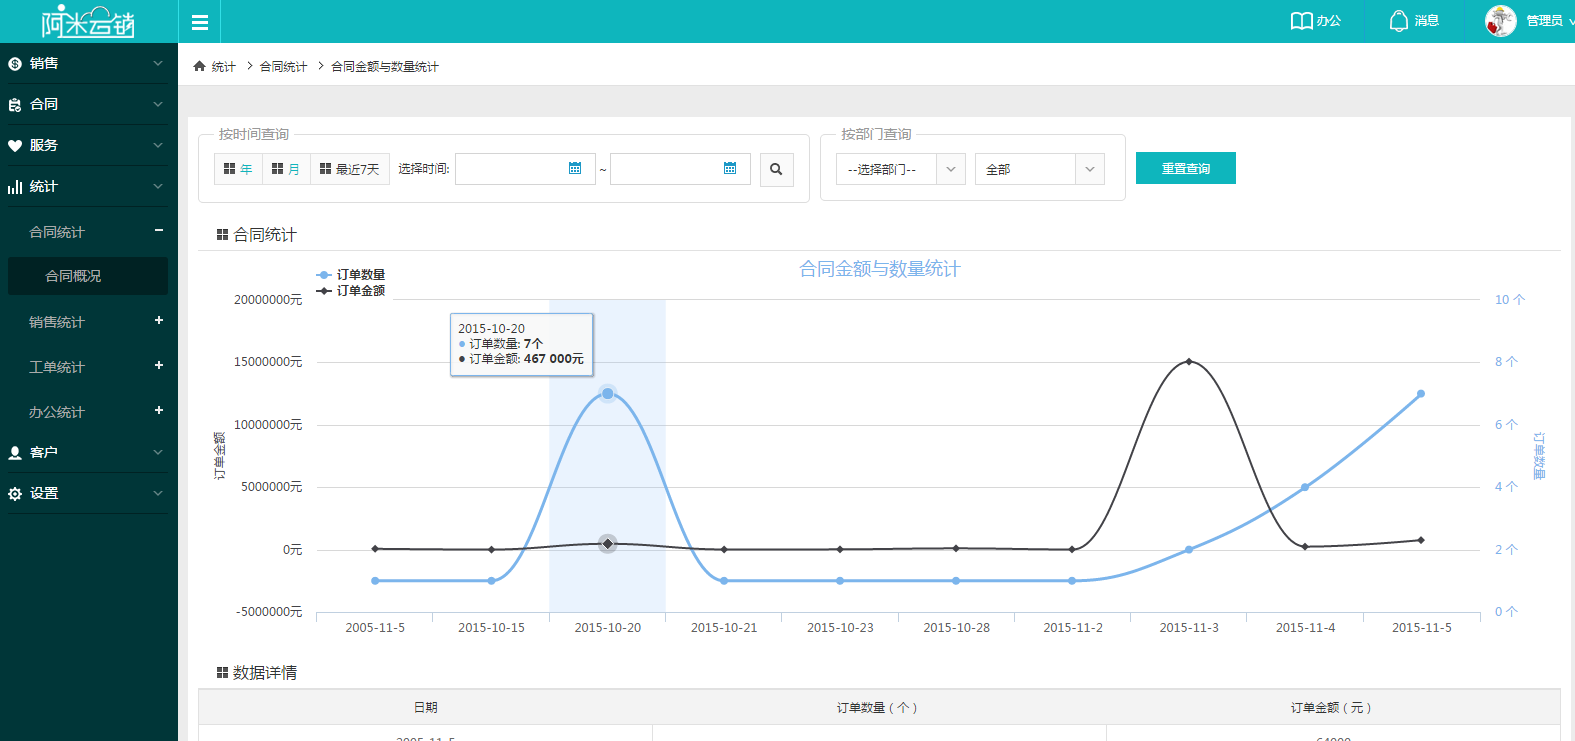 阿米云销
办公
消息
管理员
销售
合同
服务
统计
合同统计
合同概况
销售统计
工单统计
办公统计
客户
设置
统计 > 合同统计 > 合同金额与数量统计
按时间查询
年 月 最近7天 选择时间: ~
按部门查询
--选择部门-- 全部
重置查询
合同统计
合同金额与数量统计
订单数量
订单金额
20000000元
15000000元
10000000元
5000000元
0元
-5000000元
订单金额
2015-10-20
订单数量: 7个
订单金额: 467 000元
10 个
8 个
6 个
4 个
2 个
0 个
订单数量
2005-11-5 2015-10-15 2015-10-20 2015-10-21 2015-10-23 2015-10-28 2015-11-2 2015-11-3 2015-11-4 2015-11-5
数据详情
日期 订单数量（个） 订单金额（元）
2005-11-5 64000